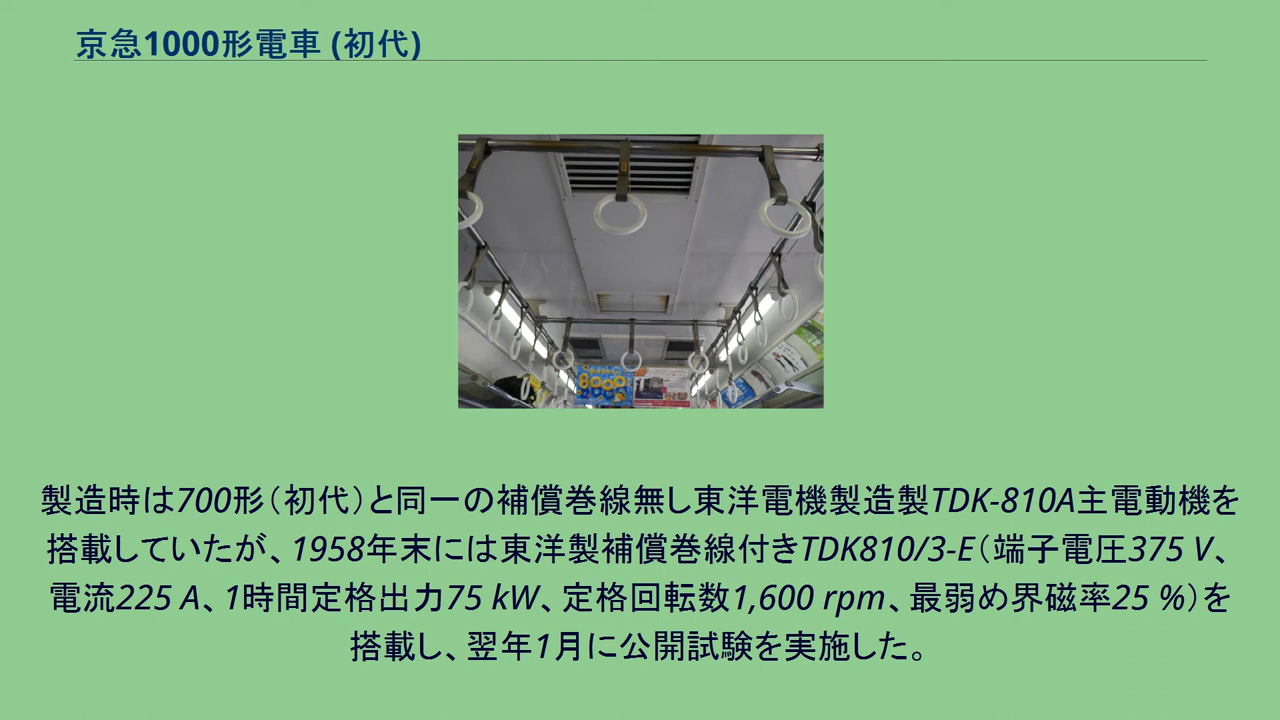 京急1000形電車 (初代)
8000
製造時は700形（初代）と同一の補償巻線無し東洋電機製造製TDK-810A主電動機を
搭載していたが、1958年末には東洋製補償巻線付きTDK810/3-E（端子電圧375 V、
電流225 A、1時間定格出力75 kW、定格回転数1,600 rpm、最弱め界磁率25 %）を
搭載し、翌年1月に公開試験を実施した。